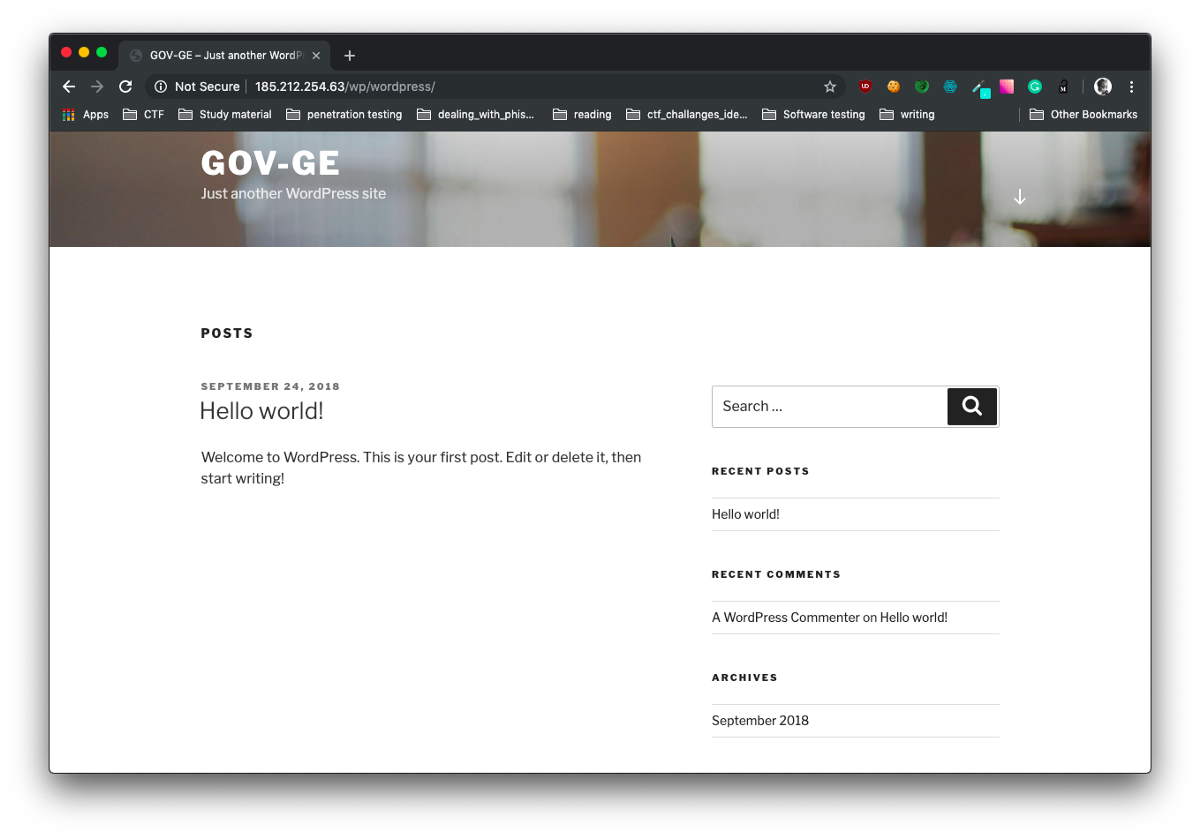 GOV-GE – Just another WordPr
Not Secure 185.212.254.63/wp/wordpress/
Apps CTF Study material penetration testing dealing_with_phis... reading ctf_challanges_ide... Software testing writing Other Bookmarks
GOV-GE
Just another WordPress site
POSTS
SEPTEMBER 24, 2018
Hello world!
Welcome to WordPress. This is your first post. Edit or delete it, then
start writing!
Search …
RECENT POSTS
Hello world!
RECENT COMMENTS
A WordPress Commenter on Hello world!
ARCHIVES
September 2018